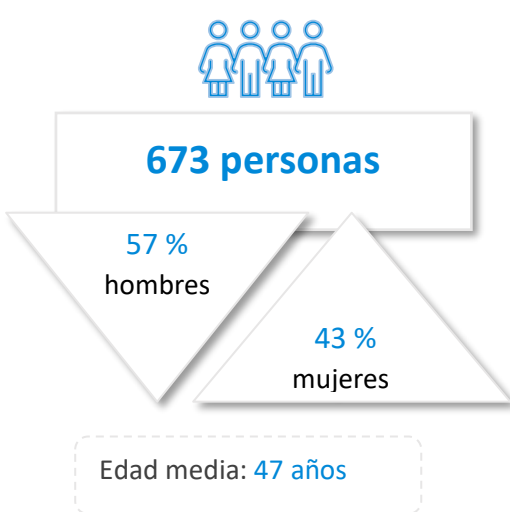 673 personas
57 %
hombres
43 %
mujeres
Edad media: 47 años